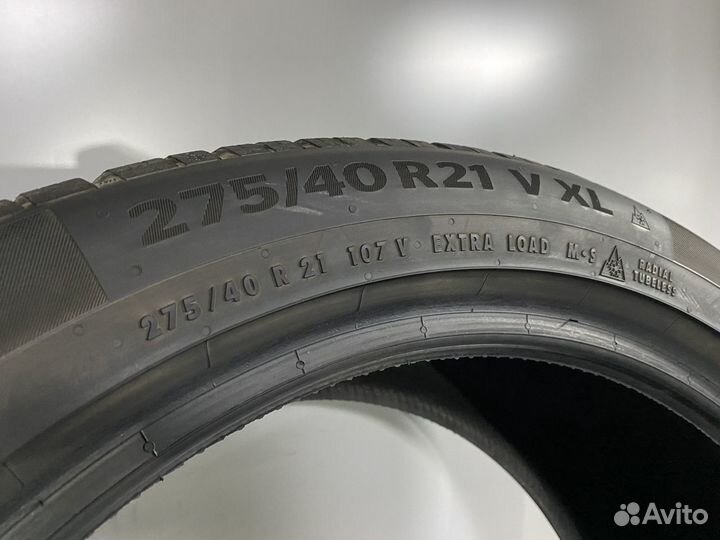 275/40 R21 V XL
275/40 R 21 107 V EXTRA LOAD M·S RADIAL TUBELESS
Avito